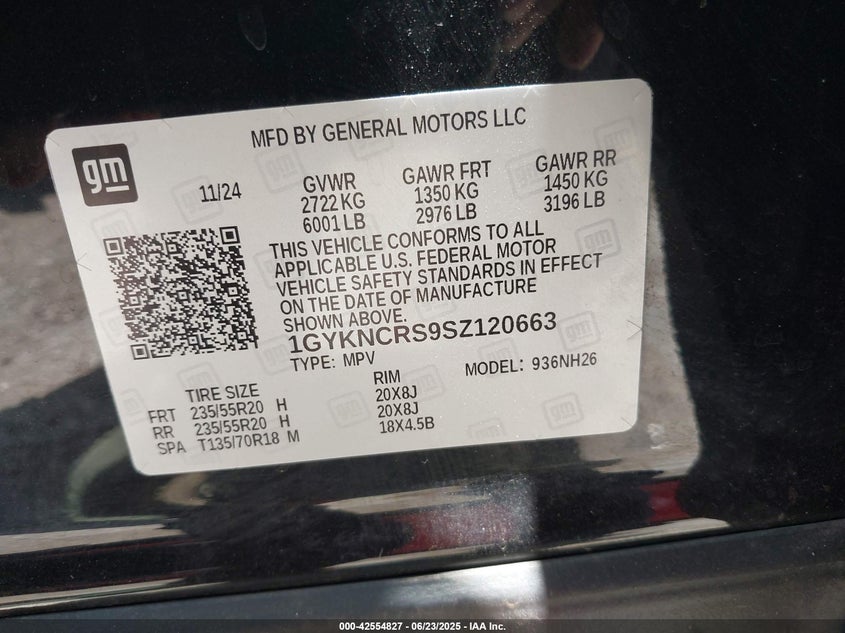 MFD BY GENERAL MOTORS LLC
gm
11/24
GVWR
2722 KG
6001 LB
GAWR FRT
1350 KG
2976 LB
GAWR RR
1450 KG
3196 LB
THIS VEHICLE CONFORMS TO ALL
APPLICABLE U.S. FEDERAL MOTOR
VEHICLE SAFETY STANDARDS IN EFFECT
ON THE DATE OF MANUFACTURE
SHOWN ABOVE.
1GYKNCRS9SZ120663
TYPE: MPV
MODEL: 936NH26
TIRE SIZE RIM
FRT 235/55R20 H 20X8J
RR 235/55R20 H 20X8J
SPA T135/70R18 M 18X4.5B
000-42554827 - 06/23/2025 - IAA Inc.